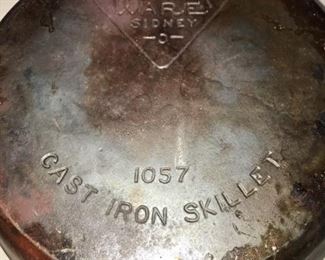 WARE
SIDNEY
-O-
1057
CAST IRON SKILLET